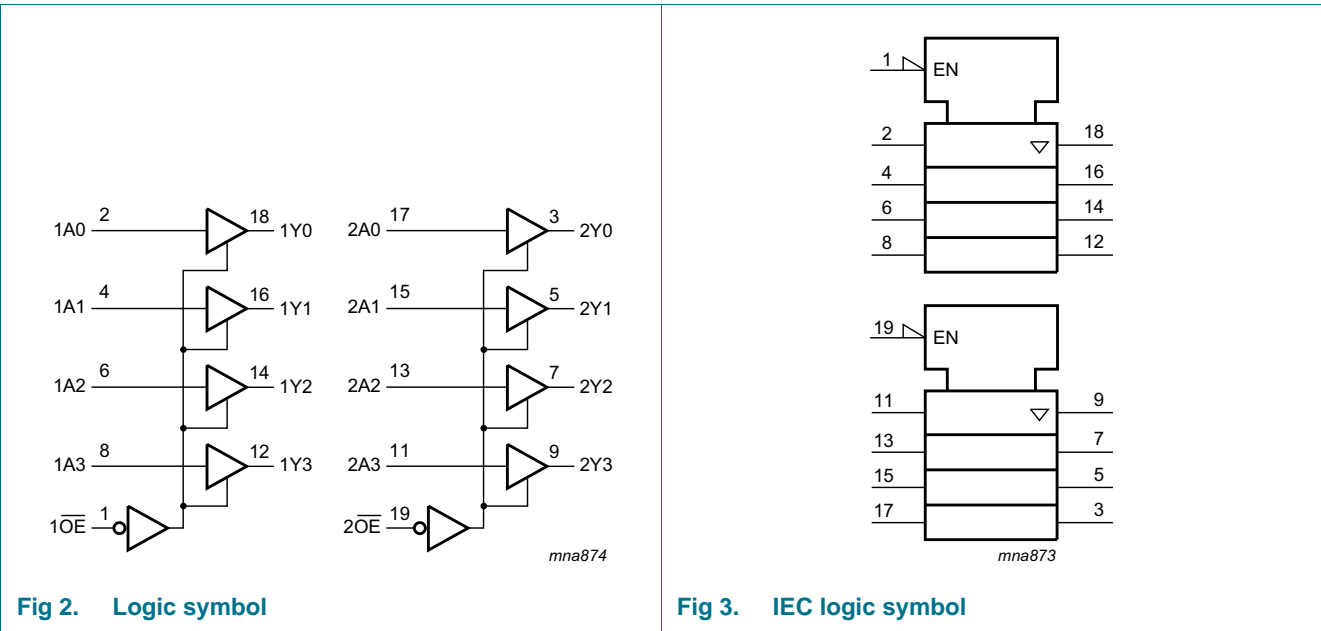 1A0 2 18 1Y0
1A1 4 16 1Y1
1A2 6 14 1Y2
1A3 8 12 1Y3
1O̅E̅ 1
2A0 17 3 2Y0
2A1 15 5 2Y1
2A2 13 7 2Y2
2A3 11 9 2Y3
2O̅E̅ 19
mna874
Fig 2. Logic symbol
1 EN
2 18
4 16
6 14
8 12
19 EN
11 9
13 7
15 5
17 3
mna873
Fig 3. IEC logic symbol